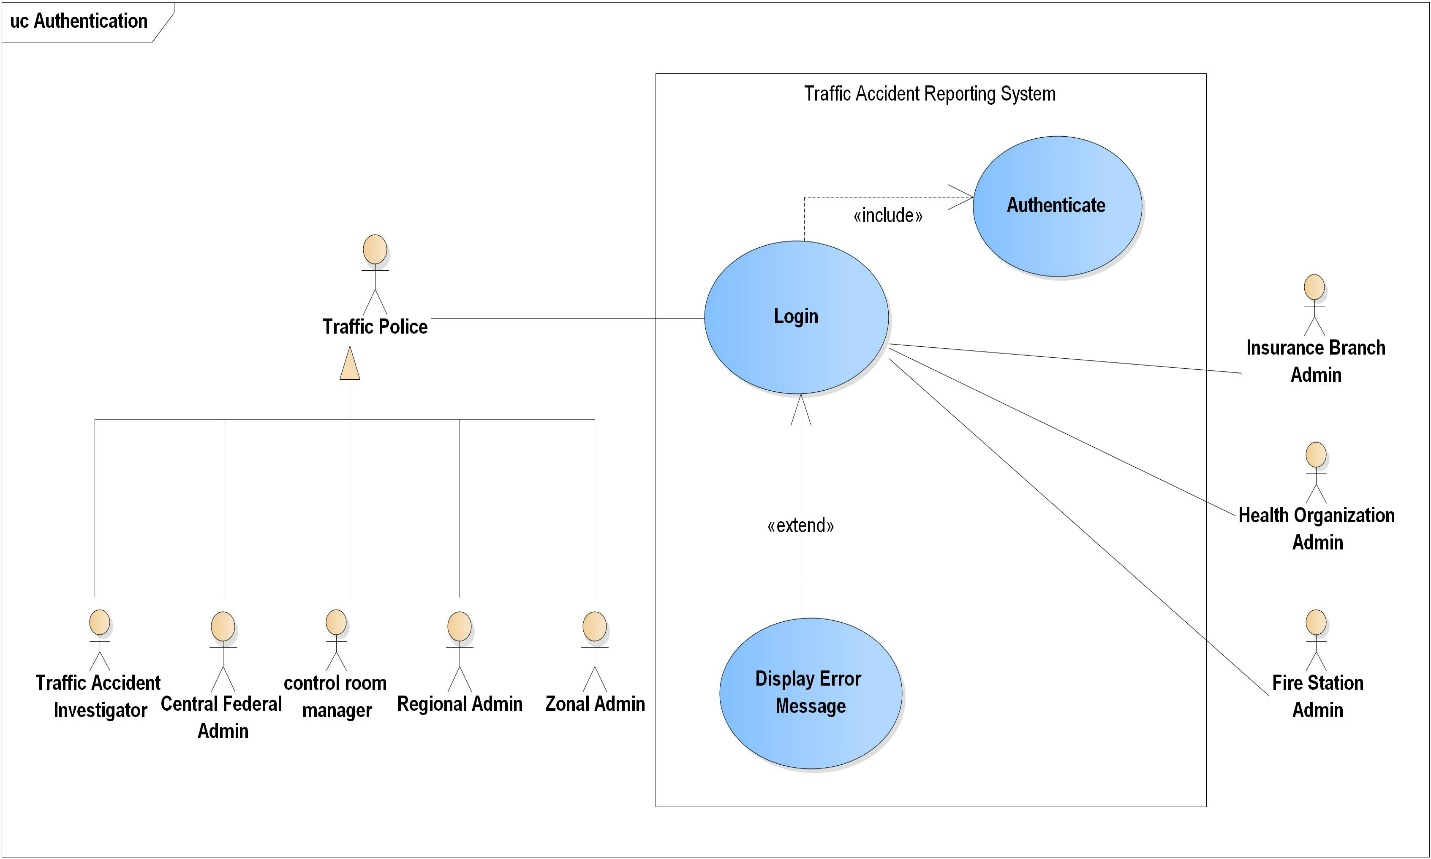 uc Authentication
Traffic Accident Reporting System
Authenticate
«include»
Login
Traffic Police
Insurance Branch
Admin
Health Organization
Admin
«extend»
Display Error
Message
Fire Station
Admin
Traffic Accident
Investigator
Central Federal
Admin
control room
manager
Regional Admin
Zonal Admin